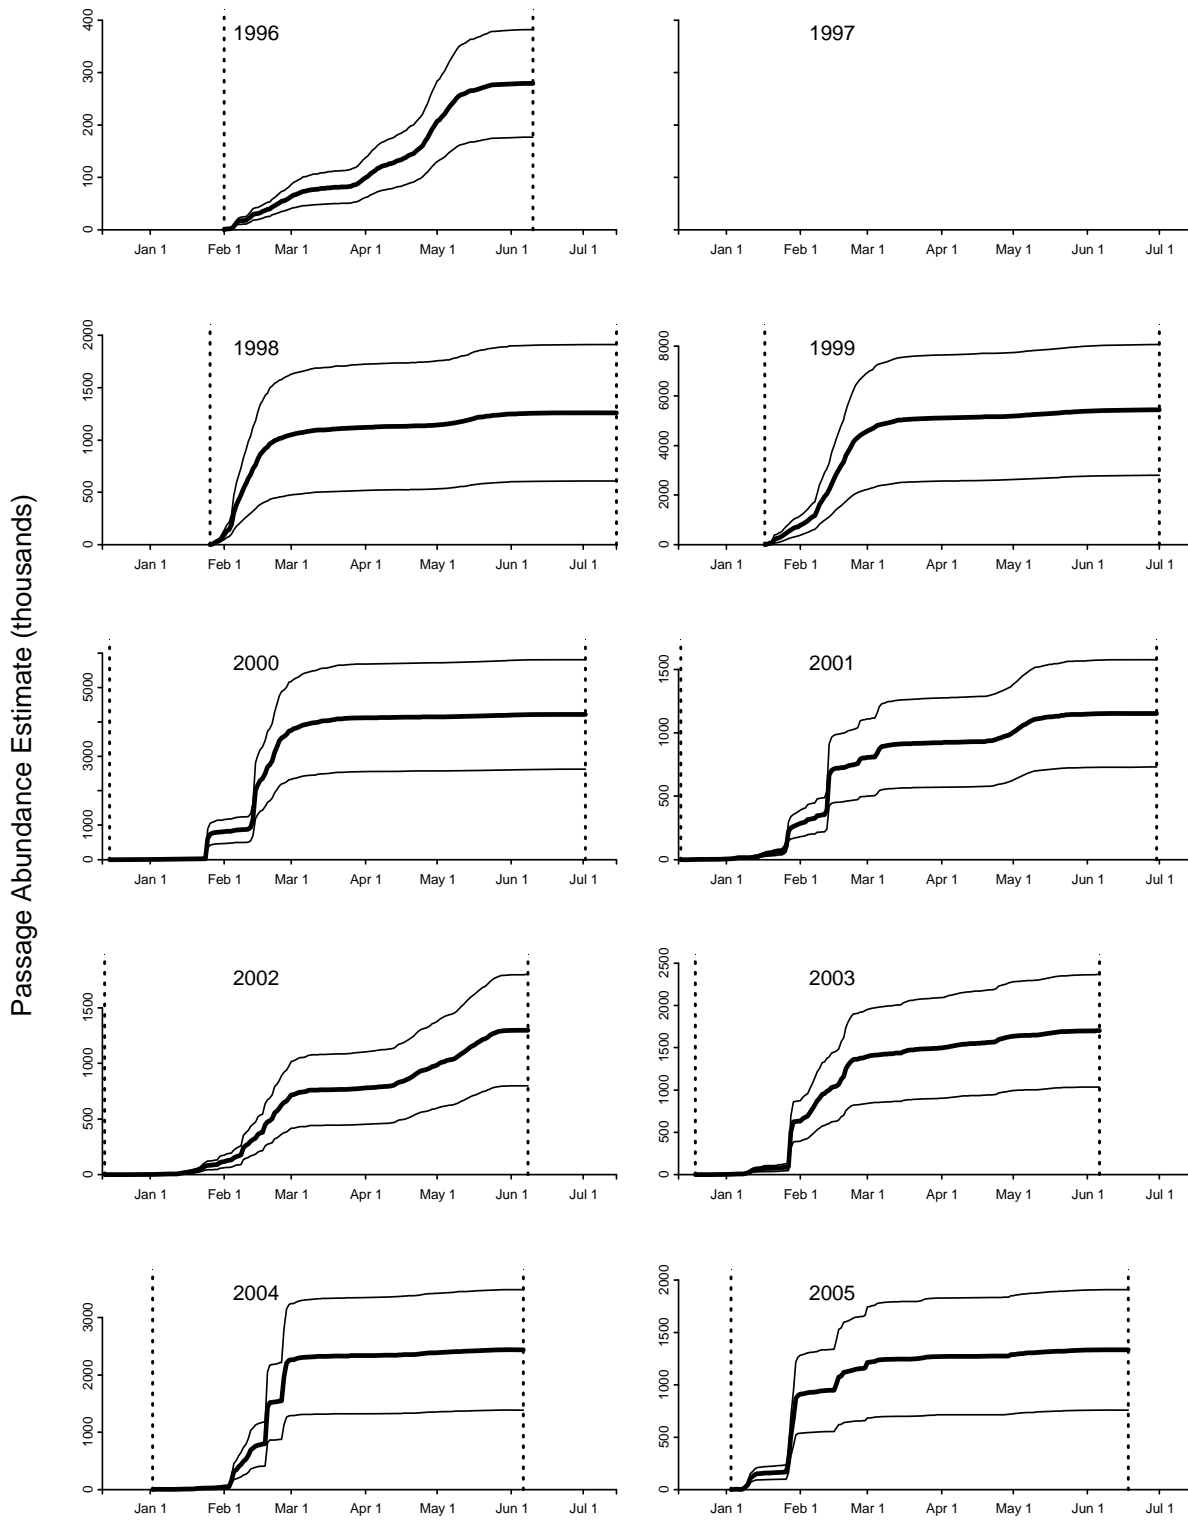 Passage Abundance Estimate (thousands)
1996
0 100 200 300 400
Jan 1 Feb 1 Mar 1 Apr 1 May 1 Jun 1 Jul 1
1997
Jan 1 Feb 1 Mar 1 Apr 1 May 1 Jun 1 Jul 1
1998
0 500 1000 1500 2000
Jan 1 Feb 1 Mar 1 Apr 1 May 1 Jun 1 Jul 1
1999
0 2000 4000 6000 8000
Jan 1 Feb 1 Mar 1 Apr 1 May 1 Jun 1 Jul 1
2000
0 1000 3000 5000
Jan 1 Feb 1 Mar 1 Apr 1 May 1 Jun 1 Jul 1
2001
0 500 1000 1500
Jan 1 Feb 1 Mar 1 Apr 1 May 1 Jun 1 Jul 1
2002
0 500 1000 1500
Jan 1 Feb 1 Mar 1 Apr 1 May 1 Jun 1 Jul 1
2003
0 500 1000 1500 2000 2500
Jan 1 Feb 1 Mar 1 Apr 1 May 1 Jun 1 Jul 1
2004
0 1000 2000 3000
Jan 1 Feb 1 Mar 1 Apr 1 May 1 Jun 1 Jul 1
2005
0 500 1000 1500 2000
Jan 1 Feb 1 Mar 1 Apr 1 May 1 Jun 1 Jul 1